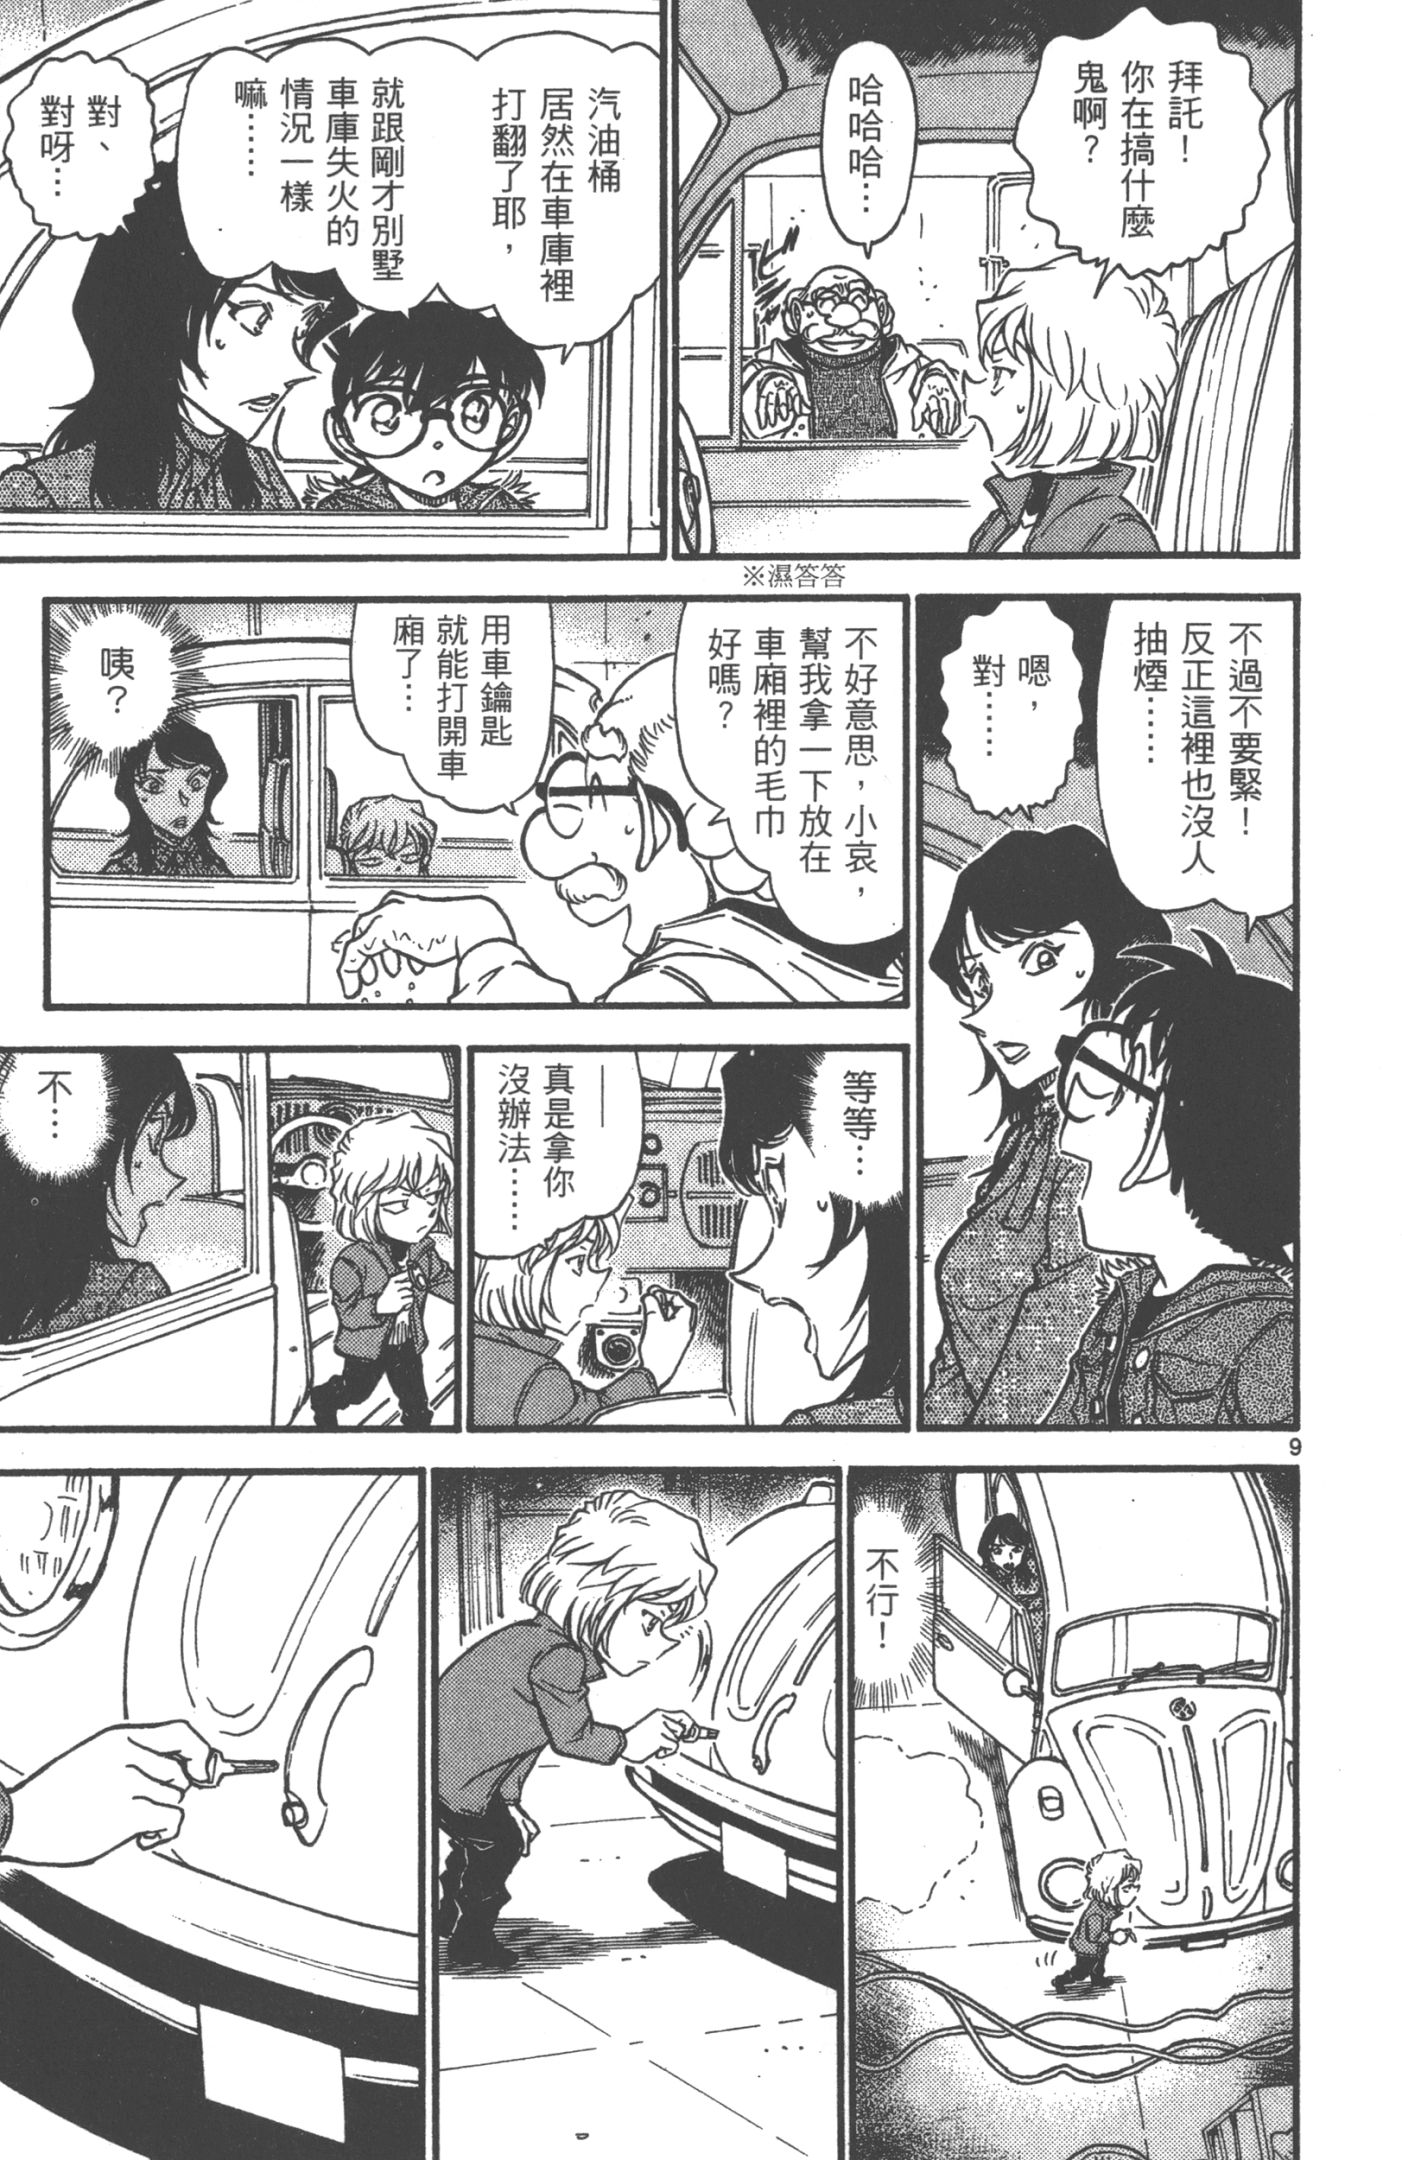 拜託！
你在搞什麼
鬼啊？
哈哈哈…
汽油桶
居然在車庫裡
打翻了耶，
就跟剛才別墅
車庫失火的
情況一樣
嘛……
對、
對呀…
※濕答答
不過不要緊！
反正這裡也沒人
抽煙……
嗯，
對……
不好意思，小哀，
幫我拿一下放在
車廂裡的毛巾
好嗎？
用車鑰匙
就能打開車
廂了…
咦？
等等…
——
真是拿你
沒辦法……
不…
9
不行！